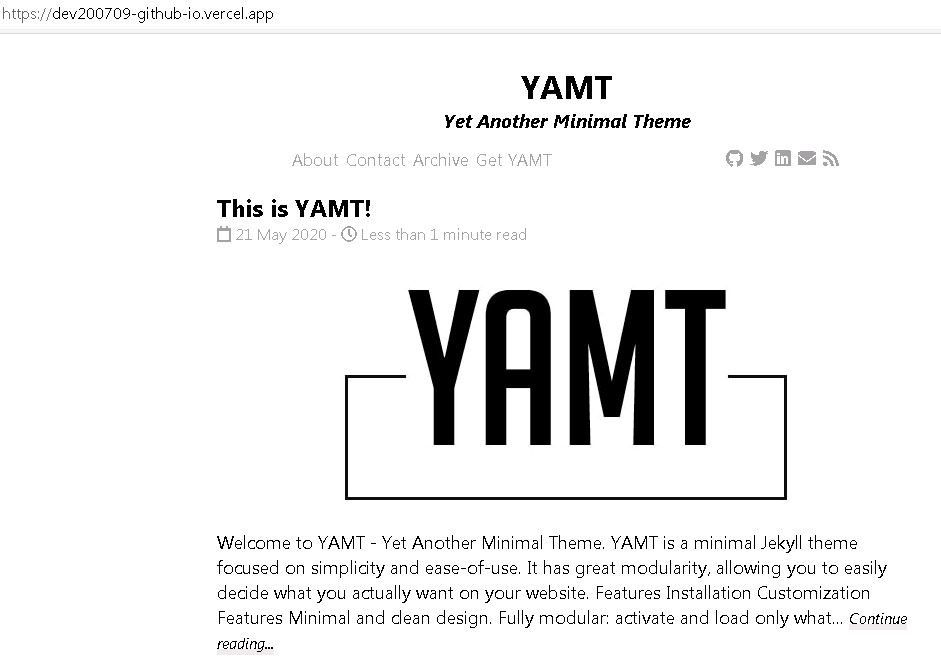 https://dev200709-github-io.vercel.app
YAMT
Yet Another Minimal Theme
About Contact Archive Get YAMT
This is YAMT!
21 May 2020 - Less than 1 minute read
YAMT
Welcome to YAMT - Yet Another Minimal Theme. YAMT is a minimal Jekyll theme
focused on simplicity and ease-of-use. It has great modularity, allowing you to easily
decide what you actually want on your website. Features Installation Customization
Features Minimal and clean design. Fully modular: activate and load only what... Continue
reading...